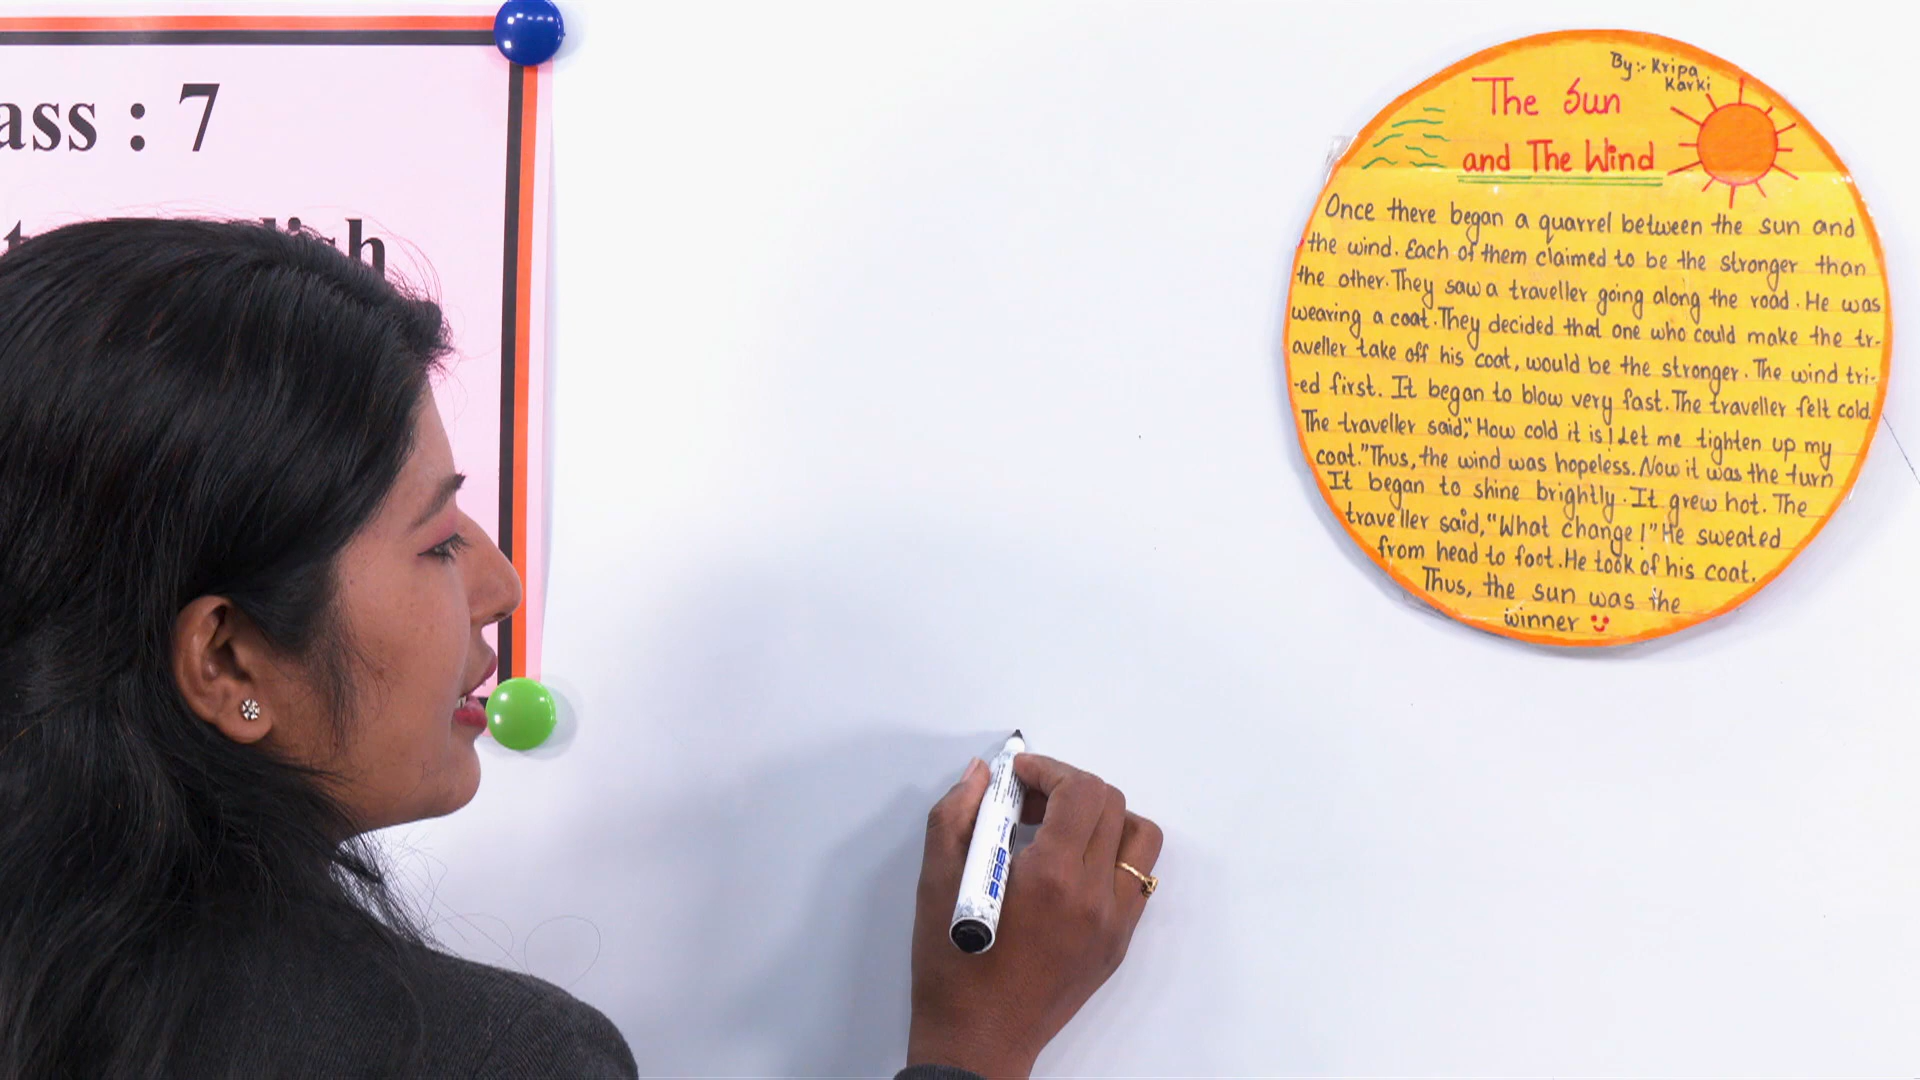 ass : 7
lish
By:- Kripa
Karki
The Sun
and The Wind
Once there began a quarrel between the sun and
the wind. Each of them claimed to be the stronger than
the other. They saw a traveller going along the road. He was
wearing a coat. They decided that one who could make the tr-
aveller take off his coat, would be the stronger. The wind tri-
-ed first. It began to blow very fast. The traveller felt cold.
The traveller said, "How cold it is! Let me tighten up my
coat." Thus, the wind was hopeless. Now it was the turn
It began to shine brightly. It grew hot. The
traveller said, "What change!" He sweated
from head to foot. He took of his coat.
Thus, the sun was the
winner